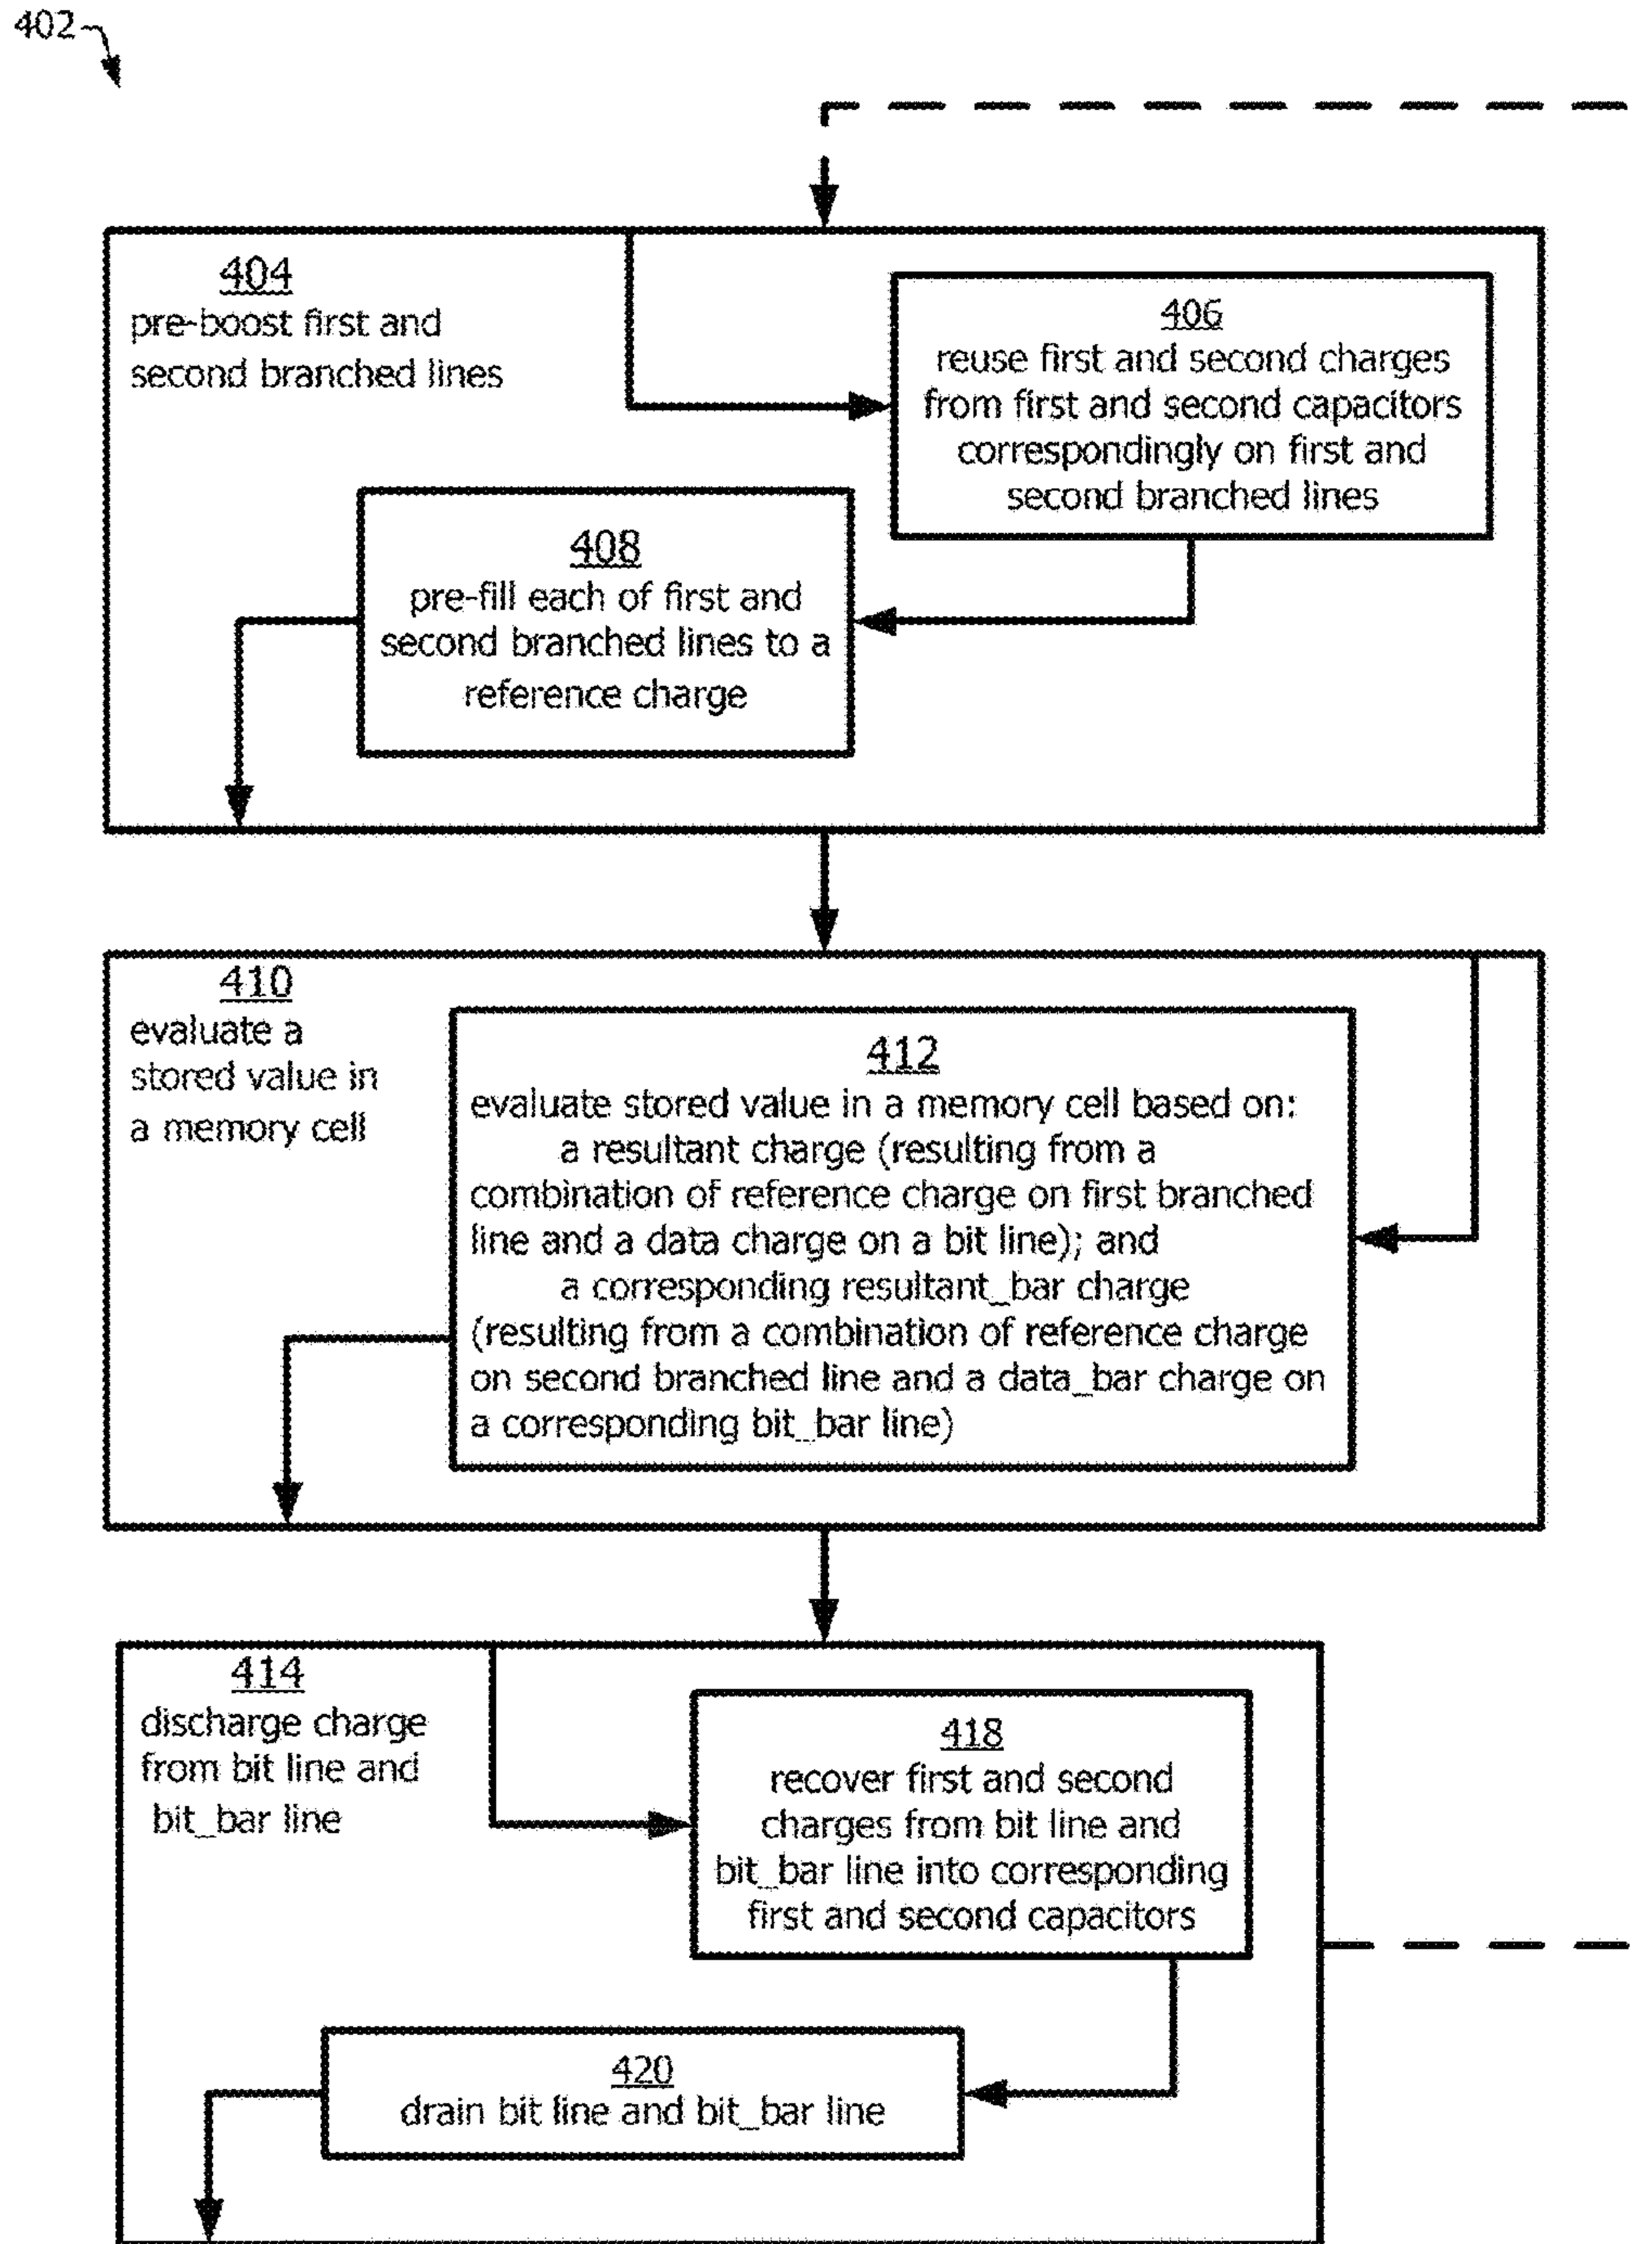 402
404
pre-boost first and
second branched lines
406
reuse first and second charges
from first and second capacitors
correspondingly on first and
second branched lines
408
pre-fill each of first and
second branched lines to a
reference charge
410
evaluate a
stored value in
a memory cell
412
evaluate stored value in a memory cell based on:
a resultant charge (resulting from a
combination of reference charge on first branched
line and a data charge on a bit line); and
a corresponding resultant_bar charge
(resulting from a combination of reference charge
on second branched line and a data_bar charge on
a corresponding bit_bar line)
414
discharge charge
from bit line and
bit_bar line
418
recover first and second
charges from bit line and
bit_bar line into corresponding
first and second capacitors
420
drain bit line and bit_bar line